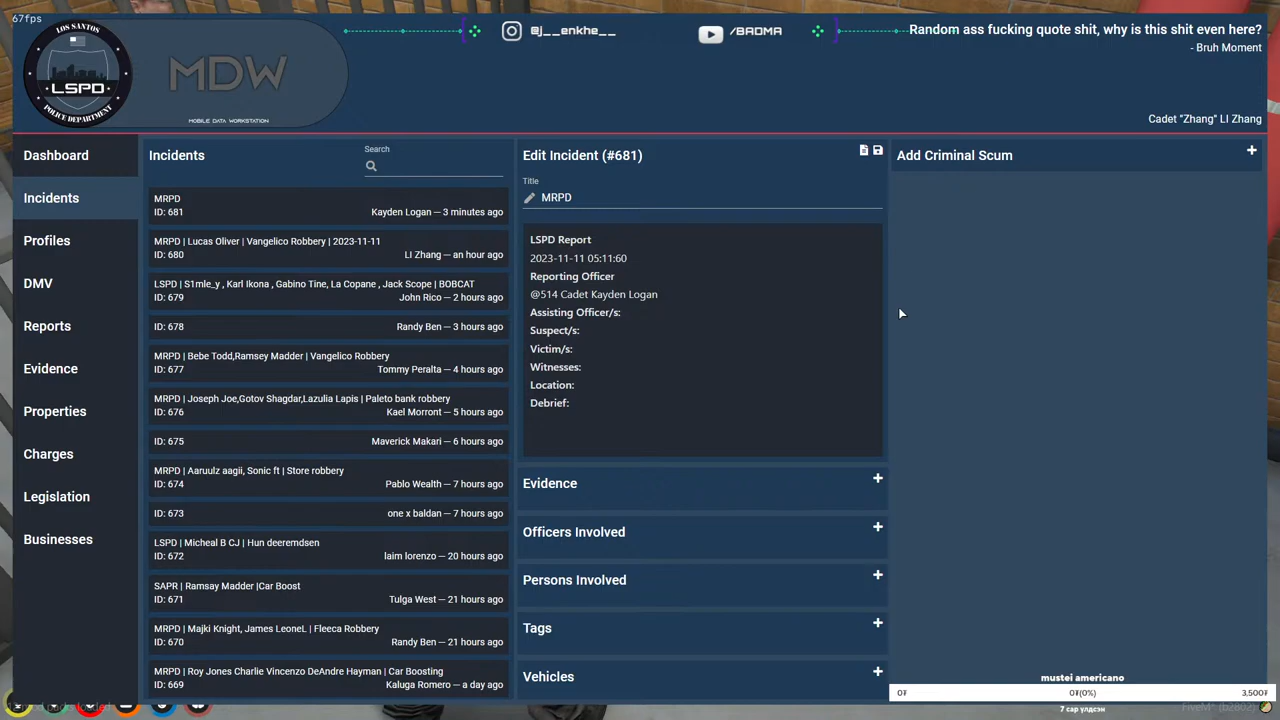 67fps
LOS SANTOS
LSPD
POLICE DEPARTMENT
MDW
MOBILE DATA WORKSTATION
@j__enkhe__
/BADMA
Random ass fucking quote shit, why is this shit even here?
- Bruh Moment
Cadet "Zhang" LI Zhang
Dashboard
Incidents
Profiles
DMV
Reports
Evidence
Properties
Charges
Legislation
Businesses
Incidents
Search
MRPD
ID: 681 Kayden Logan — 3 minutes ago
MRPD | Lucas Oliver | Vangelico Robbery | 2023-11-11
ID: 680 LI Zhang — an hour ago
LSPD | S1mle_y , Karl Ikona , Gabino Tine, La Copane , Jack Scope | BOBCAT
ID: 679 John Rico — 2 hours ago
ID: 678 Randy Ben — 3 hours ago
MRPD | Bebe Todd,Ramsey Madder | Vangelico Robbery
ID: 677 Tommy Peralta — 4 hours ago
MRPD | Joseph Joe,Gotov Shagdar,Lazulia Lapis | Paleto bank robbery
ID: 676 Kael Morront — 5 hours ago
ID: 675 Maverick Makari — 6 hours ago
MRPD | Aaruulz aagii, Sonic ft | Store robbery
ID: 674 Pablo Wealth — 7 hours ago
ID: 673 one x baldan — 7 hours ago
LSPD | Micheal B CJ | Hun deeremdsen
ID: 672 laim lorenzo — 20 hours ago
SAPR | Ramsay Madder |Car Boost
ID: 671 Tulga West — 21 hours ago
MRPD | Majki Knight, James LeoneL | Fleeca Robbery
ID: 670 Randy Ben — 21 hours ago
MRPD | Roy Jones Charlie Vincenzo DeAndre Hayman | Car Boosting
ID: 669 Kaluga Romero — a day ago
Edit Incident (#681)
Title
MRPD
LSPD Report
2023-11-11 05:11:60
Reporting Officer
@514 Cadet Kayden Logan
Assisting Officer/s:
Suspect/s:
Victim/s:
Witnesses:
Location:
Debrief:
Evidence
Officers Involved
Persons Involved
Tags
Vehicles
Add Criminal Scum
mustei americano
0₮ 0₮(0%) 3,500₮
7 сар үлдсэн
FiveM* (b2802)